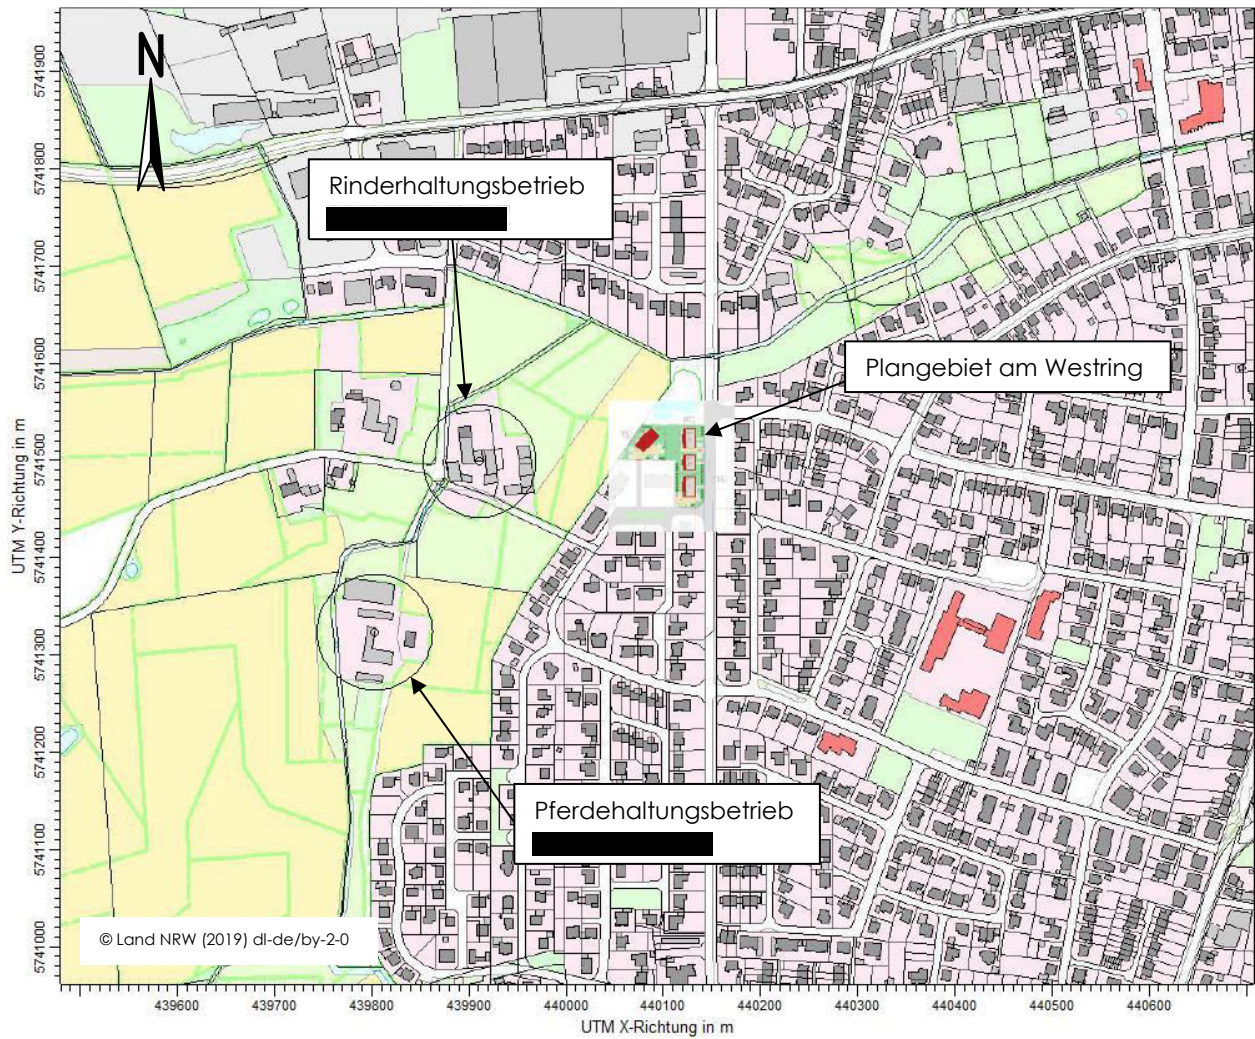 N
Rinderhaltungsbetrieb
Plangebiet am Westring
Pferdehaltungsbetrieb
© Land NRW (2019) dl-de/by-2-0
5741900
5741800
5741700
5741600
5741500
5741400
5741300
5741200
5741100
5741000
UTM Y-Richtung in m
439600 439700 439800 439900 440000 440100 440200 440300 440400 440500 440600
UTM X-Richtung in m